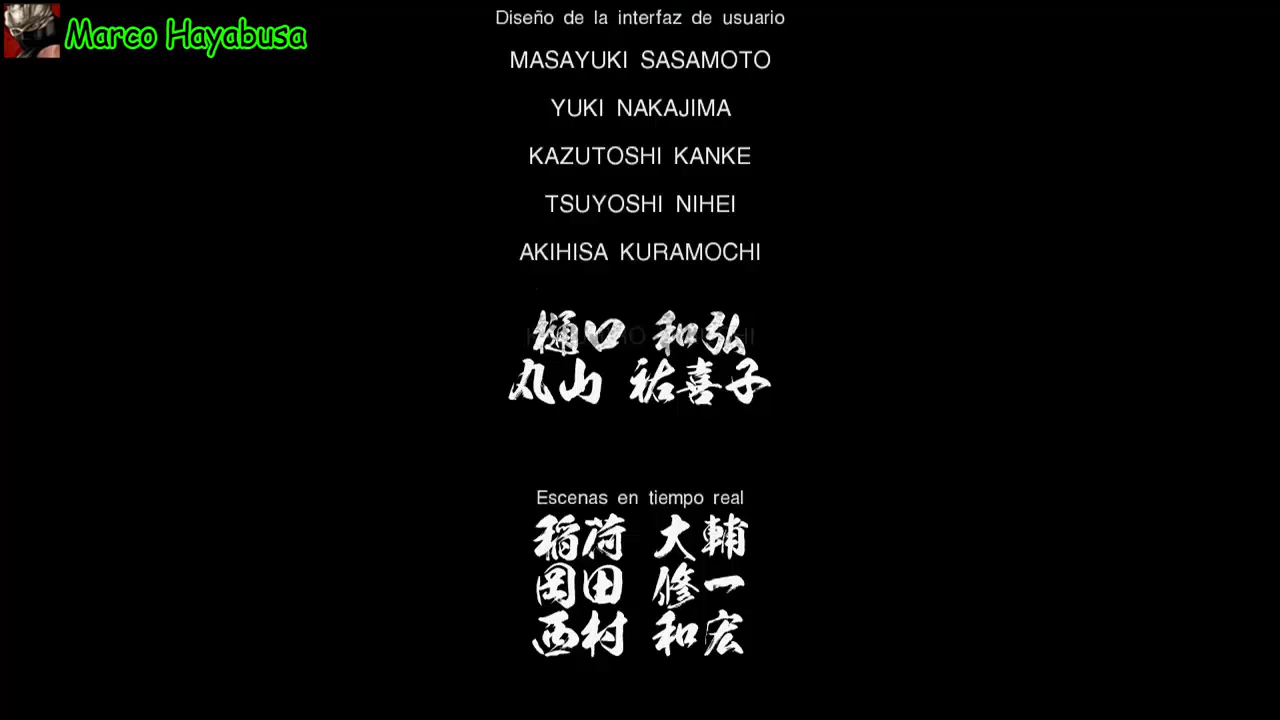 Marco Hayabusa
Diseño de la interfaz de usuario
MASAYUKI SASAMOTO
YUKI NAKAJIMA
KAZUTOSHI KANKE
TSUYOSHI NIHEI
AKIHISA KURAMOCHI
樋口 和弘
丸山 祐喜子
Escenas en tiempo real
稲荷 大輔
岡田 修一
西村 和宏